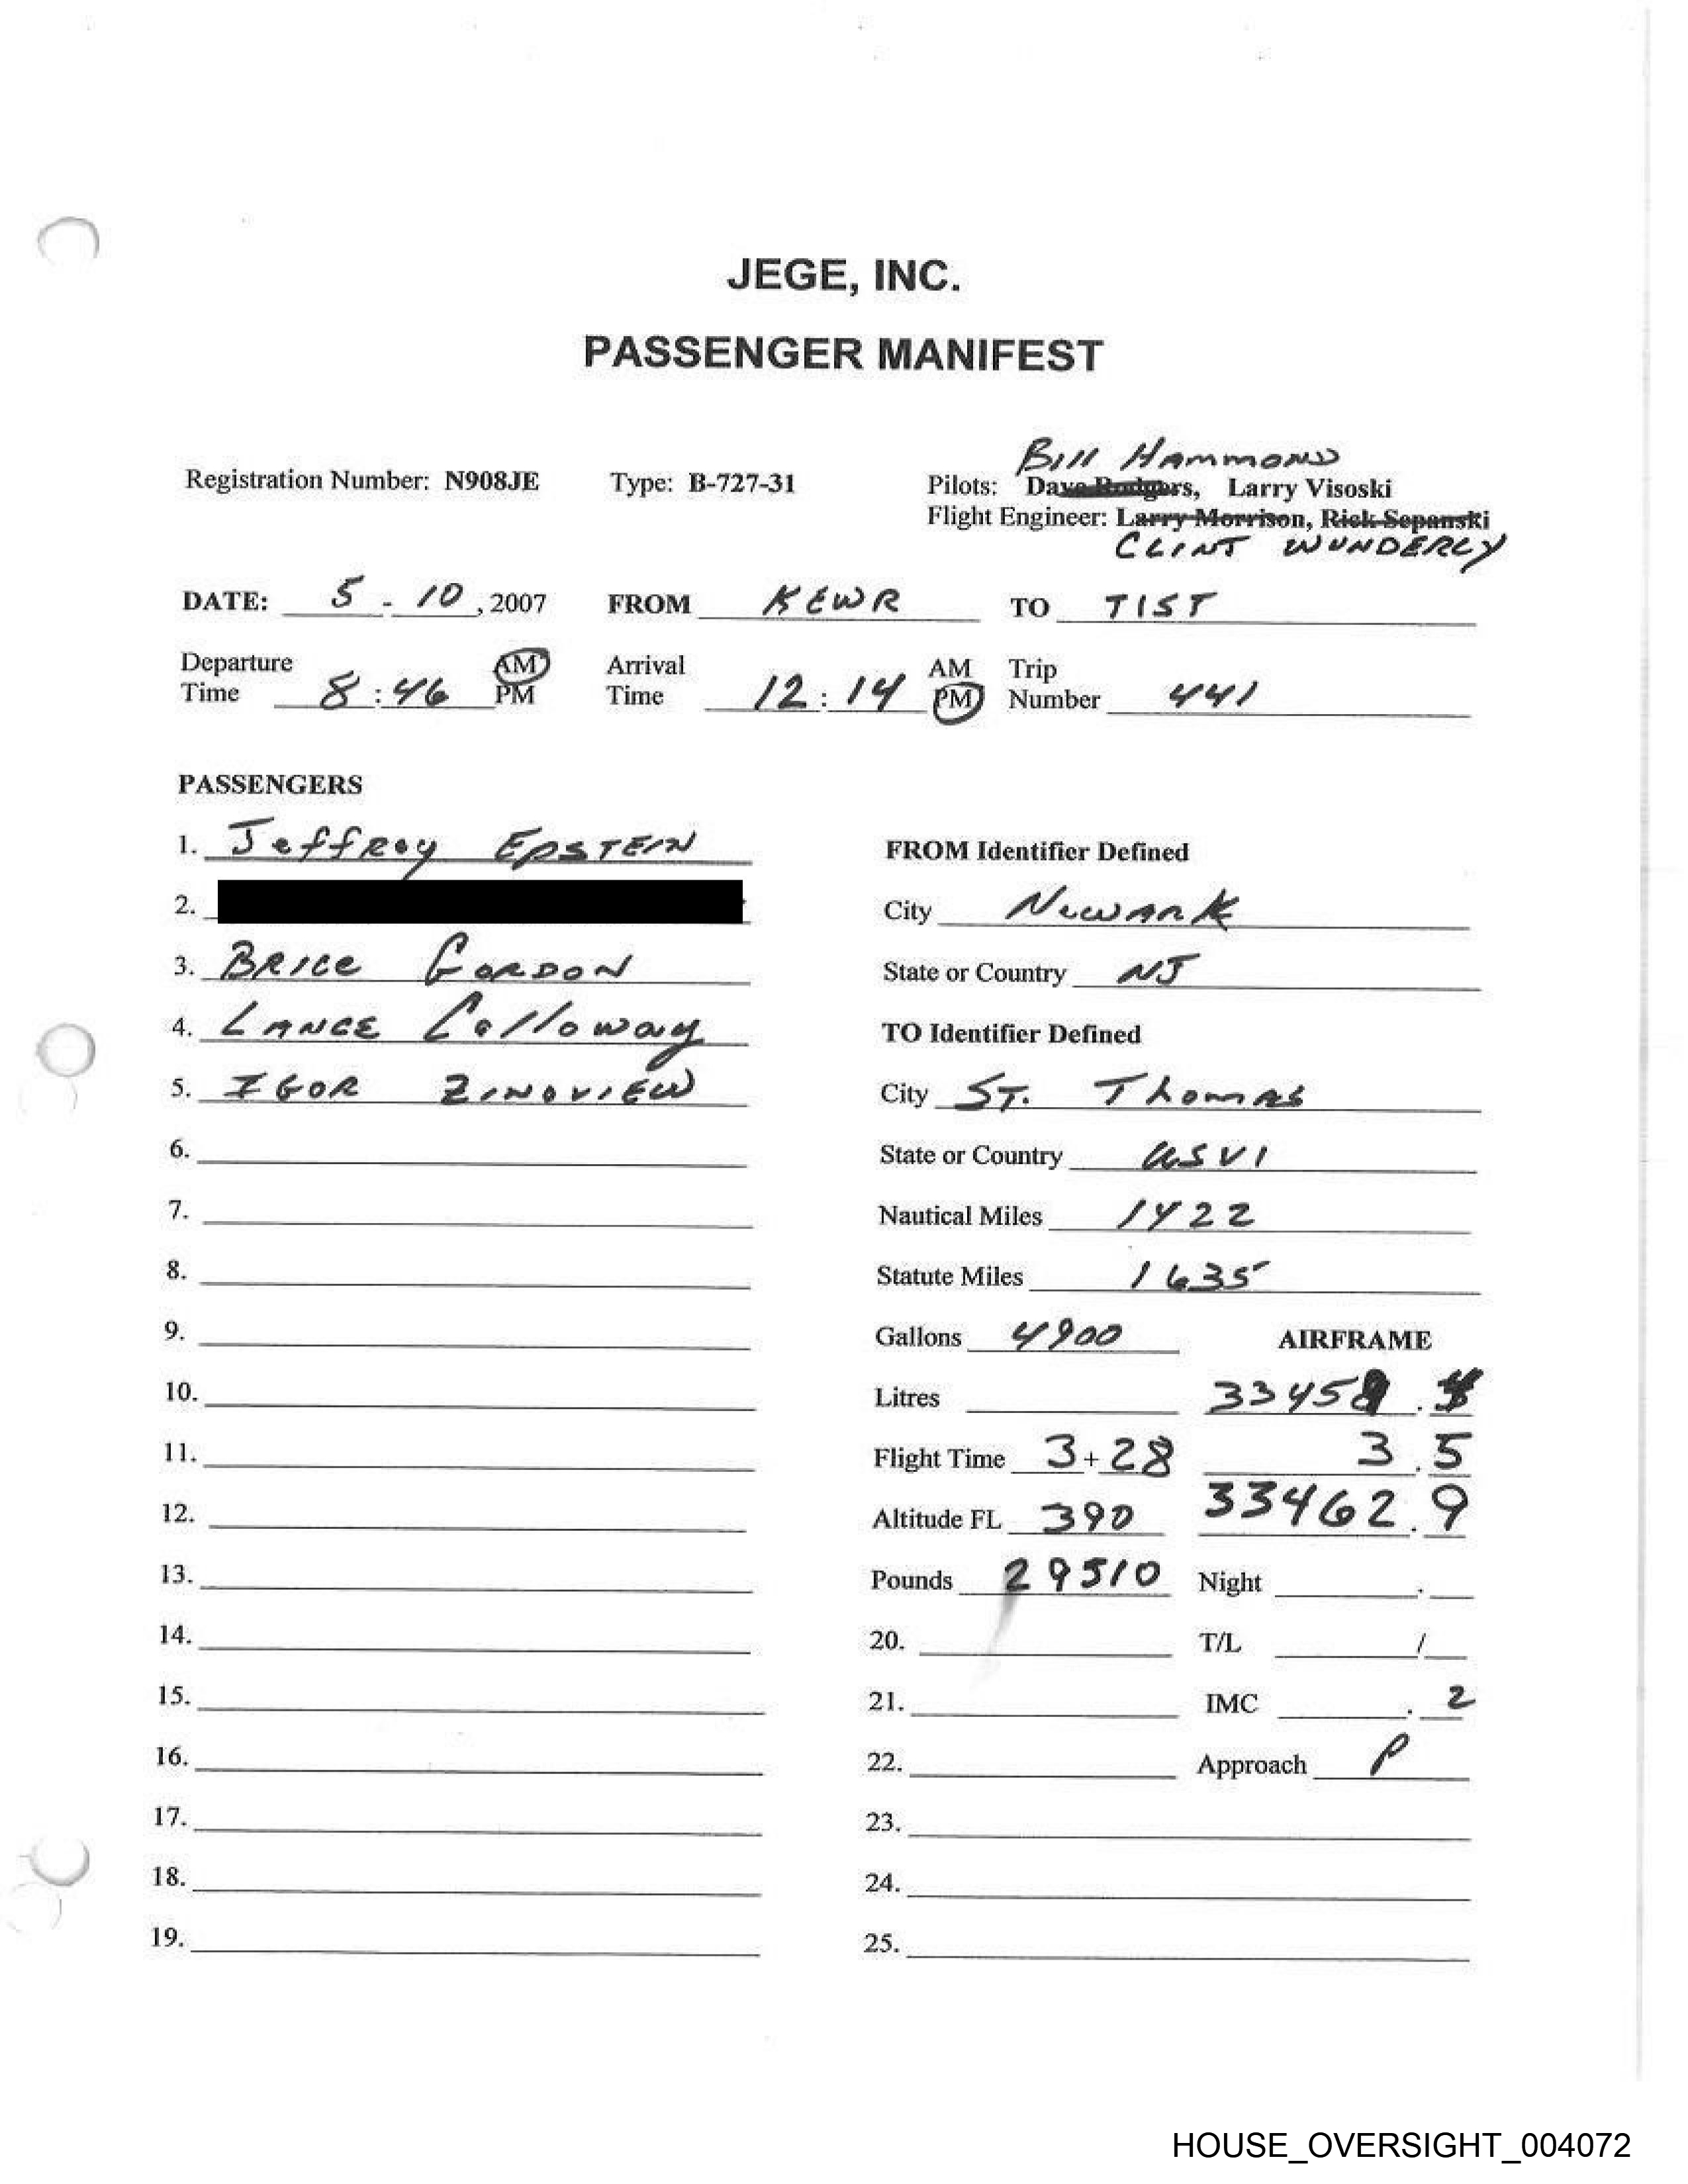 JEGE, INC.
PASSENGER MANIFEST
Bill Hammond
Registration Number: N908JE Type: B-727-31 Pilots: Dave Rodgers, Larry Visoski
Flight Engineer: Larry Morrison, Rick Sepanski
CLINT WUNDERLY
DATE: 5 - 10, 2007 FROM KEWR TO TIST
Departure Time 8:46 AM PM Arrival Time 12:14 AM PM Trip Number 441
PASSENGERS
1. Jeffrey EPSTEIN
2.
3. BRICE GORDON
4. LANCE Calloway
5. IGOR ZINOVIEW
6.
7.
8.
9.
10.
11.
12.
13.
14.
15.
16.
17.
18.
19.
FROM Identifier Defined
City Newark
State or Country NJ
TO Identifier Defined
City ST. Thomas
State or Country USVI
Nautical Miles 1422
Statute Miles 1635
Gallons 4900 AIRFRAME
Litres
Flight Time 3+28 3.5
Altitude FL 390 33462.9
Pounds 29510 Night .
20. T/L /
21. IMC . 2
22. Approach P
23.
24.
25.
HOUSE_OVERSIGHT_004072